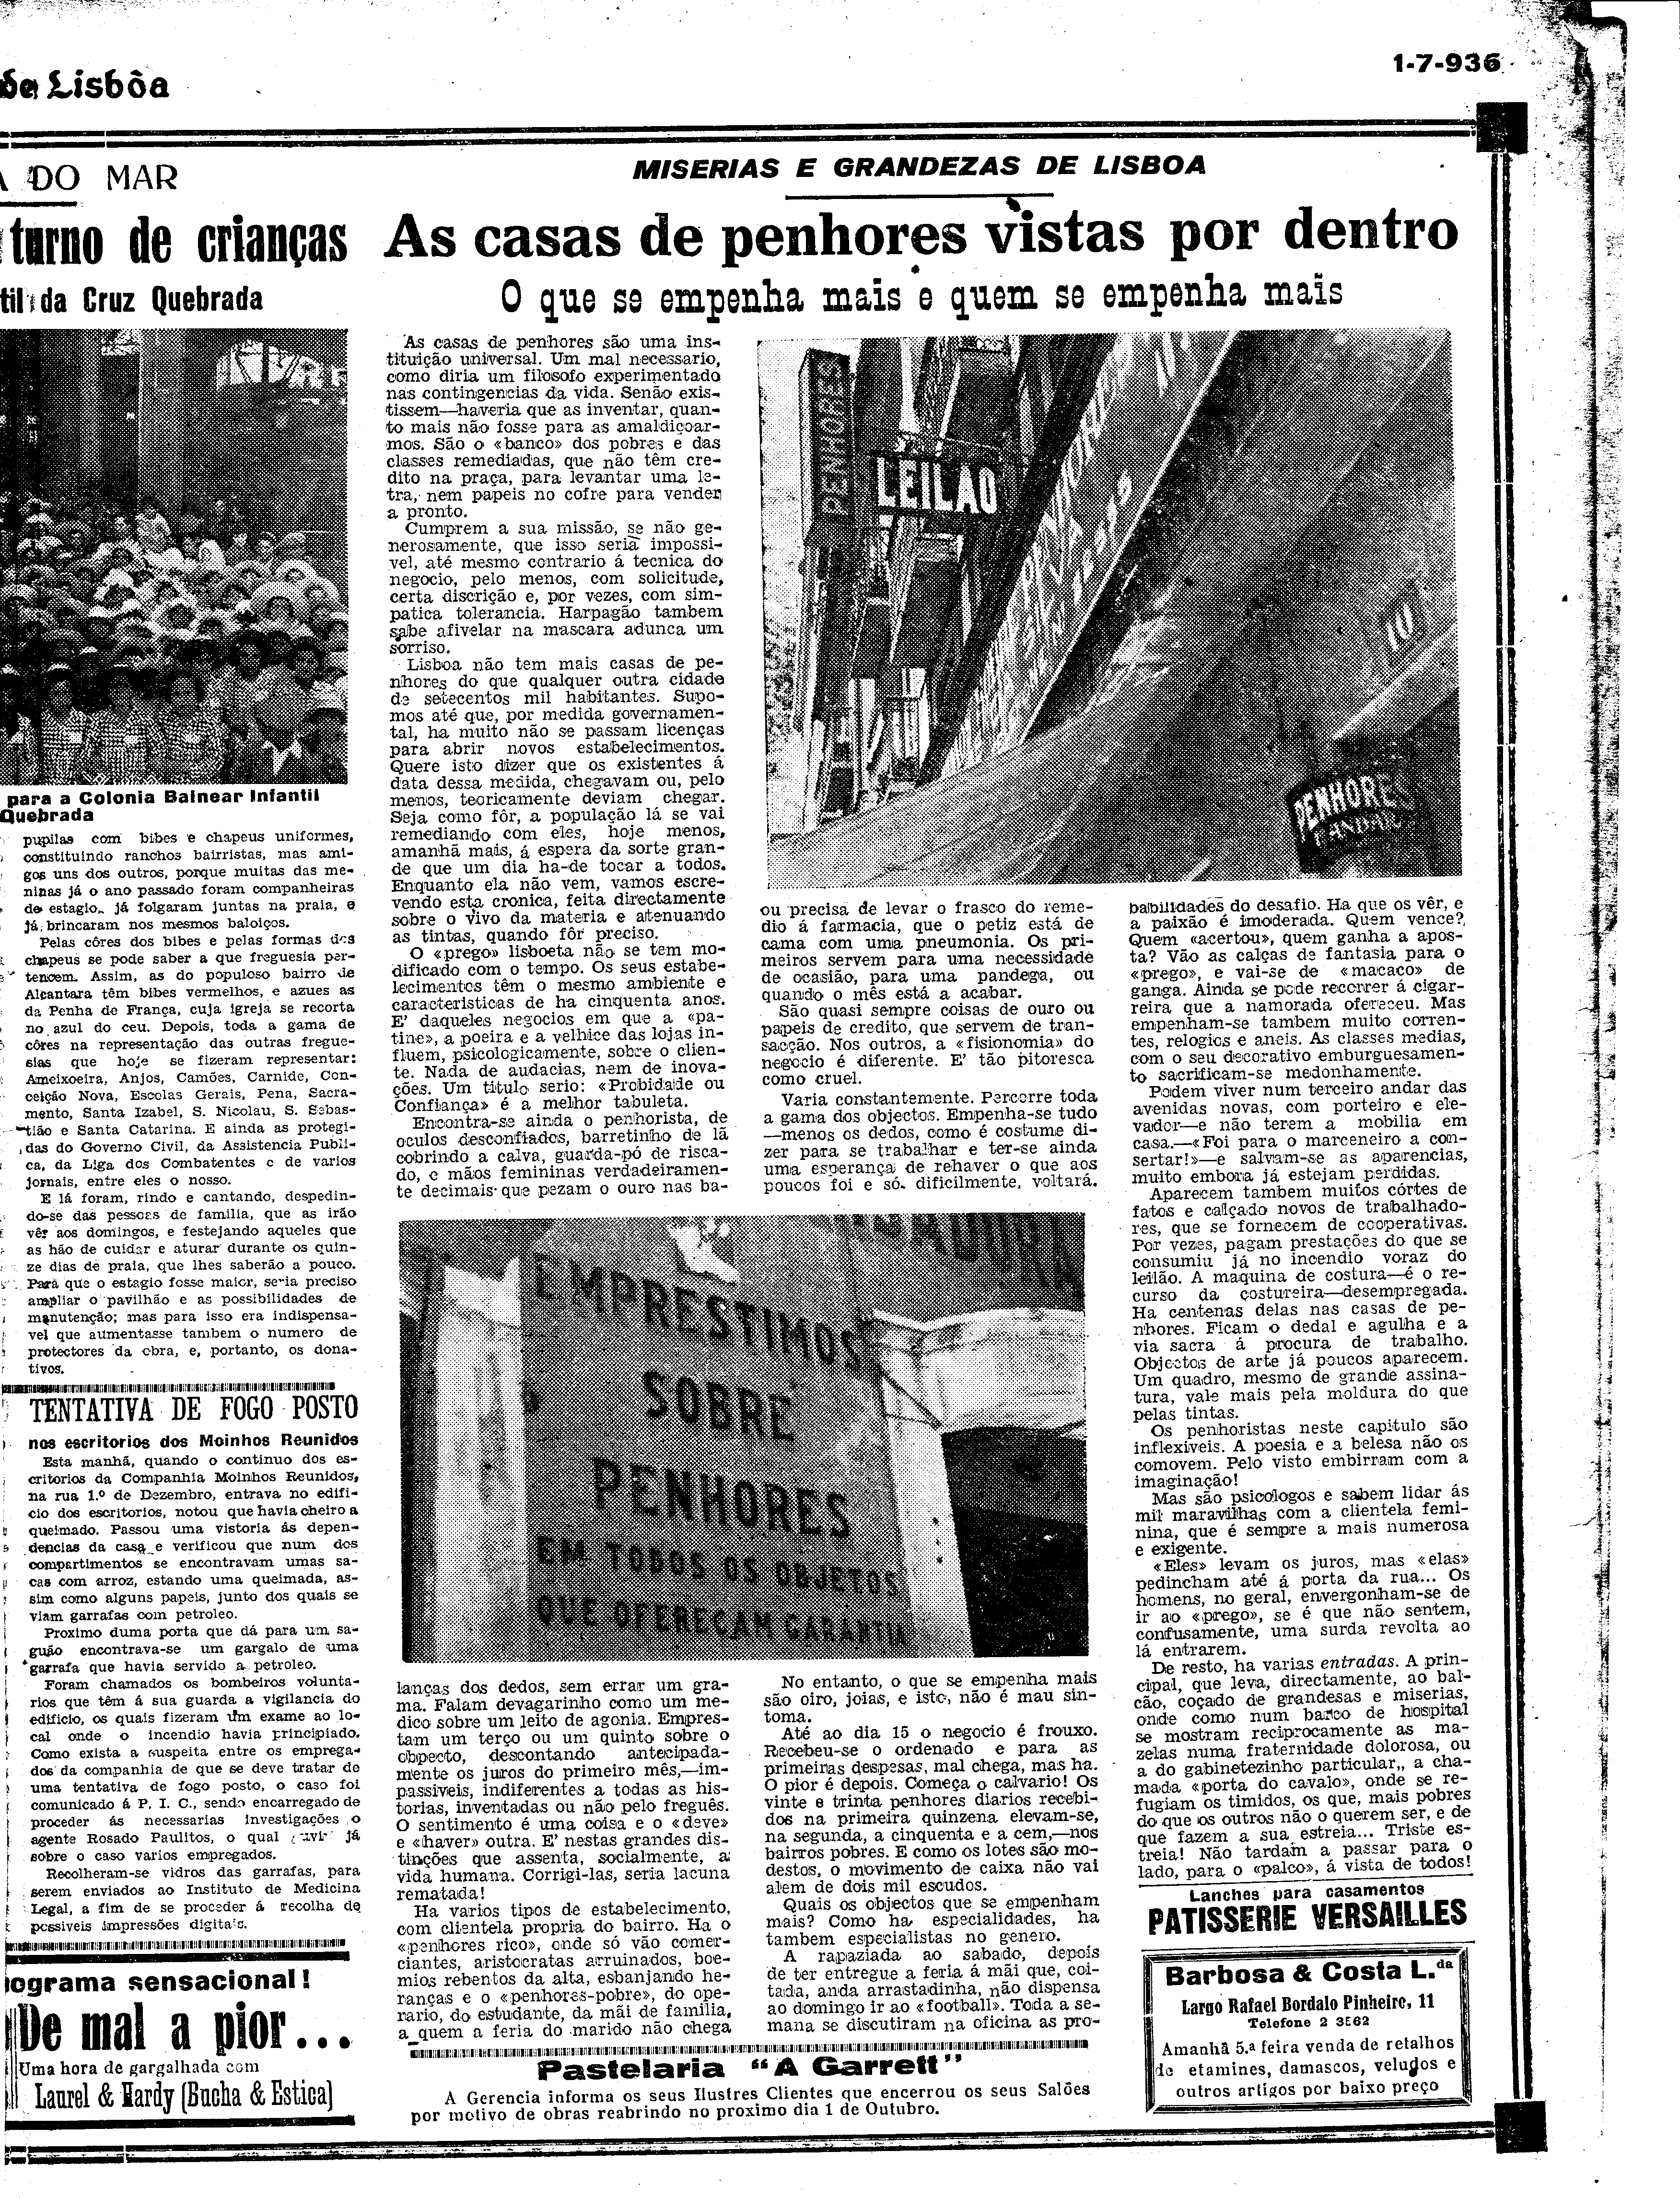 de Lisbôa
1-7-936
DO MAR
turno de crianças
til da Cruz Quebrada
para a Colonia Balnear Infantil
Quebrada
pupilas com bibes e chapeus uniformes,
constituindo ranchos bairristas, mas ami-
gos uns dos outros, porque muitas das me-
ninas já o ano passado foram companheiras
de estagio, já folgaram juntas na praia, e
já brincaram nos mesmos baloiços.
Pelas côres dos bibes e pelas formas dos
chapeus se pode saber a que freguesia per-
tencem. Assim, as do populoso bairro de
Alcantara têm bibes vermelhos, e azues as
da Penha de França, cuja igreja se recorta
no azul do ceu. Depois, toda a gama de
côres na representação das outras fregue-
sias que hoje se fizeram representar:
Ameixoeira, Anjos, Camões, Carnide, Con-
ceição Nova, Escolas Gerais, Pena, Sacra-
mento, Santa Izabel, S. Nicolau, S. Sebas-
tião e Santa Catarina. E ainda as protegi-
das do Governo Civil, da Assistencia Publi-
ca, da Liga dos Combatentes e de varios
jornais, entre eles o nosso.
E lá foram, rindo e cantando, despedin-
do-se das pessoas de familia, que as irão
vêr aos domingos, e festejando aqueles que
as hão de cuidar e aturar durante os quin-
ze dias de praia, que lhes saberão a pouco.
Para que o estagio fosse maior, seria preciso
ampliar o pavilhão e as possibilidades de
manutenção; mas para isso era indispensa-
vel que aumentasse tambem o numero de
protectores da obra, e, portanto, os dona-
tivos.
TENTATIVA DE FOGO POSTO
nos escritorios dos Moinhos Reunidos
Esta manhã, quando o continuo dos es-
critorios da Companhia Moinhos Reunidos,
na rua 1.º de Dezembro, entrava no edifi-
cio dos escritorios, notou que havia cheiro a
queimado. Passou uma vistoria ás depen-
dencias da casa e verificou que num dos
compartimentos se encontravam umas sa-
cas com arroz, estando uma queimada, as-
sim como alguns papeis, junto dos quais se
viam garrafas com petroleo.
Proximo duma porta que dá para um sa-
guão encontrava-se um gargalo de uma
garrafa que havia servido a petroleo.
Foram chamados os bombeiros volunta-
rios que têm á sua guarda a vigilancia do
edificio, os quais fizeram um exame ao lo-
cal onde o incendio havia principiado.
Como exista a suspeita entre os emprega-
dos da companhia de que se deve tratar de
uma tentativa de fogo posto, o caso foi
comunicado á P. I. C., sendo encarregado de
proceder ás necessarias investigações o
agente Rosado Paulitos, o qual já
sobre o caso varios empregados.
Recolheram-se vidros das garrafas, para
serem enviados ao Instituto de Medicina
Legal, a fim de se proceder á recolha de
possiveis impressões digitais.
ograma sensacional!
De mal a pior...
Uma hora de gargalhada com
Laurel & Hardy (Bucha & Estica)
MISERIAS E GRANDEZAS DE LISBOA
As casas de penhores vistas por dentro
O que se empenha mais e quem se empenha mais
As casas de penhores são uma ins-
tituição universal. Um mal necessario,
como diria um filosofo experimentado
nas contingencias da vida. Senão exis-
tissem—haveria que as inventar, quan-
to mais não fosse para as amaldiçoar-
mos. São o «banco» dos pobres e das
classes remediadas, que não têm cre-
dito na praça, para levantar uma le-
tra, nem papeis no cofre para vender
a pronto.
Cumprem a sua missão, se não ge-
nerosamente, que isso seria impossi-
vel, até mesmo contrario á tecnica do
negocio, pelo menos, com solicitude,
certa discrição e, por vezes, com sim-
patica tolerancia. Harpagão tambem
sabe afivelar na mascara adunca um
sorriso.
Lisboa não tem mais casas de pe-
nhores do que qualquer outra cidade
de setecentos mil habitantes. Supo-
mos até que, por medida governamen-
tal, ha muito não se passam licenças
para abrir novos estabelecimentos.
Quere isto dizer que os existentes á
data dessa medida, chegavam ou, pelo
menos, teoricamente deviam chegar.
Seja como fôr, a população lá se vai
remediando com eles, hoje menos,
amanhã mais, á espera da sorte gran-
de que um dia ha-de tocar a todos.
Enquanto ela não vem, vamos escre-
vendo esta cronica, feita directamente
sobre o vivo da materia e atenuando
as tintas, quando fôr preciso.
O «prego» lisboeta não se tem mo-
dificado com o tempo. Os seus estabe-
lecimentos têm o mesmo ambiente e
caracteristicas de ha cinquenta anos.
E' daqueles negocios em que a «pa-
tine», a poeira e a velhice das lojas in-
fluem, psicologicamente, sobre o clien-
te. Nada de audacias, nem de inova-
ções. Um titulo serio: «Probidade ou
Confiança» é a melhor tabuleta.
Encontra-se ainda o penhorista, de
oculos desconfiados, barretinho de lã
cobrindo a calva, guarda-pó de risca-
do, e mãos femininas verdadeiramen-
te decimais que pezam o ouro nas ba-
PENHORES
LEILAO
10
PENHORES
ou precisa de levar o frasco do reme-
dio á farmacia, que o petiz está de
cama com uma pneumonia. Os pri-
meiros servem para uma necessidade
de ocasião, para uma pandega, ou
quando o mês está a acabar.
São quasi sempre coisas de ouro ou
papeis de credito, que servem de tran-
sacção. Nos outros, a «fisionomia» do
negocio é diferente. E' tão pitoresca
como cruel.
Varia constantemente. Percorre toda
a gama dos objectos. Empenha-se tudo
—menos os dedos, como é costume di-
zer para se trabalhar e ter-se ainda
uma esperança de rehaver o que aos
poucos foi e só, dificilmente, voltará.
EMPRESTIMOS
SOBRE
PENHORES
EM TODOS OS OBJETOS
QUE OFEREÇAM GARANTIA
lanças dos dedos, sem errar um gra-
ma. Falam devagarinho como um me-
dico sobre um leito de agonia. Empres-
tam um terço ou um quinto sobre o
obpecto, descontando antecipada-
mente os juros do primeiro mês,—im-
passiveis, indiferentes a todas as his-
torias, inventadas ou não pelo freguês.
O sentimento é uma coisa e o «deve»
e «haver» outra. E' nestas grandes dis-
tinções que assenta, socialmente, a
vida humana. Corrigi-las, seria lacuna
rematada!
Ha varios tipos de estabelecimento,
com clientela propria do bairro. Ha o
«penhores rico», onde só vão comer-
ciantes, aristocratas arruinados, boe-
mios rebentos da alta, esbanjando he-
ranças e o «penhores-pobre», do ope-
rario, do estudante, da mãi de familia,
a quem a feria do marido não chega
No entanto, o que se empenha mais
são oiro, joias, e isto, não é mau sin-
toma.
Até ao dia 15 o negocio é frouxo.
Recebeu-se o ordenado e para as
primeiras despesas, mal chega, mas ha.
O pior é depois. Começa o calvario! Os
vinte e trinta penhores diarios recebi-
dos na primeira quinzena elevam-se,
na segunda, a cinquenta e a cem,—nos
bairros pobres. E como os lotes são mo-
destos, o movimento de caixa não vai
alem de dois mil escudos.
Quais os objectos que se empenham
mais? Como ha especialidades, ha
tambem especialistas no genero.
A rapaziada ao sabado, depois
de ter entregue a feria á mãi que, coi-
tada, anda arrastadinha, não dispensa
ao domingo ir ao «football». Toda a se-
mana se discutiram na oficina as pro-
babilidades do desafio. Ha que os vêr, e
a paixão é imoderada. Quem vence?
Quem «acertou», quem ganha a apos-
ta? Vão as calças de fantasia para o
«prego», e vai-se de «macaco» de
ganga. Ainda se pode recorrer á cigar-
reira que a namorada ofereceu. Mas
empenham-se tambem muito corren-
tes, relogios e aneis. As classes medias,
com o seu decorativo emburguesamen-
to sacrificam-se medonhamente.
Podem viver num terceiro andar das
avenidas novas, com porteiro e ele-
vador—e não terem a mobilia em
casa.—«Foi para o marceneiro a con-
sertar!»—e salvam-se as aparencias,
muito embora já estejam perdidas.
Aparecem tambem muitos córtes de
fatos e calçado novos de trabalhado-
res, que se fornecem de cooperativas.
Por vezes, pagam prestações do que se
consumiu já no incendio voraz do
leilão. A maquina de costura—é o re-
curso da costureira—desempregada.
Ha centenas delas nas casas de pe-
nhores. Ficam o dedal e agulha e a
via sacra á procura de trabalho.
Objectos de arte já poucos aparecem.
Um quadro, mesmo de grande assina-
tura, vale mais pela moldura do que
pelas tintas.
Os penhoristas neste capitulo são
inflexiveis. A poesia e a belesa não os
comovem. Pelo visto embirram com a
imaginação!
Mas são psicologos e sabem lidar ás
mil maravilhas com a clientela femi-
nina, que é sempre a mais numerosa
e exigente.
«Eles» levam os juros, mas «elas»
pedincham até á porta da rua... Os
homens, no geral, envergonham-se de
ir ao «prego», se é que não sentem,
confusamente, uma surda revolta ao
lá entrarem.
De resto, ha varias entradas. A prin-
cipal, que leva, directamente, ao bal-
cão, coçado de grandesas e miserias,
onde como num banco de hospital
se mostram reciprocamente as ma-
zelas numa fraternidade dolorosa, ou
a do gabinetezinho particular,, a cha-
mada «porta do cavalo», onde se re-
fugiam os timidos, os que, mais pobres
do que os outros não o querem ser, e de
que fazem a sua estreia... Triste es-
treia! Não tardam a passar para o
lado, para o «palco», á vista de todos!
Lanches para casamentos
PATISSERIE VERSAILLES
Barbosa & Costa L.da
Largo Rafael Bordalo Pinheiro, 11
Telefone 2 3562
Amanhã 5.ª feira venda de retalhos
de etamines, damascos, veludos e
outros artigos por baixo preço
Pastelaria "A Garrett"
A Gerencia informa os seus Ilustres Clientes que encerrou os seus Salões
por motivo de obras reabrindo no proximo dia 1 de Outubro.